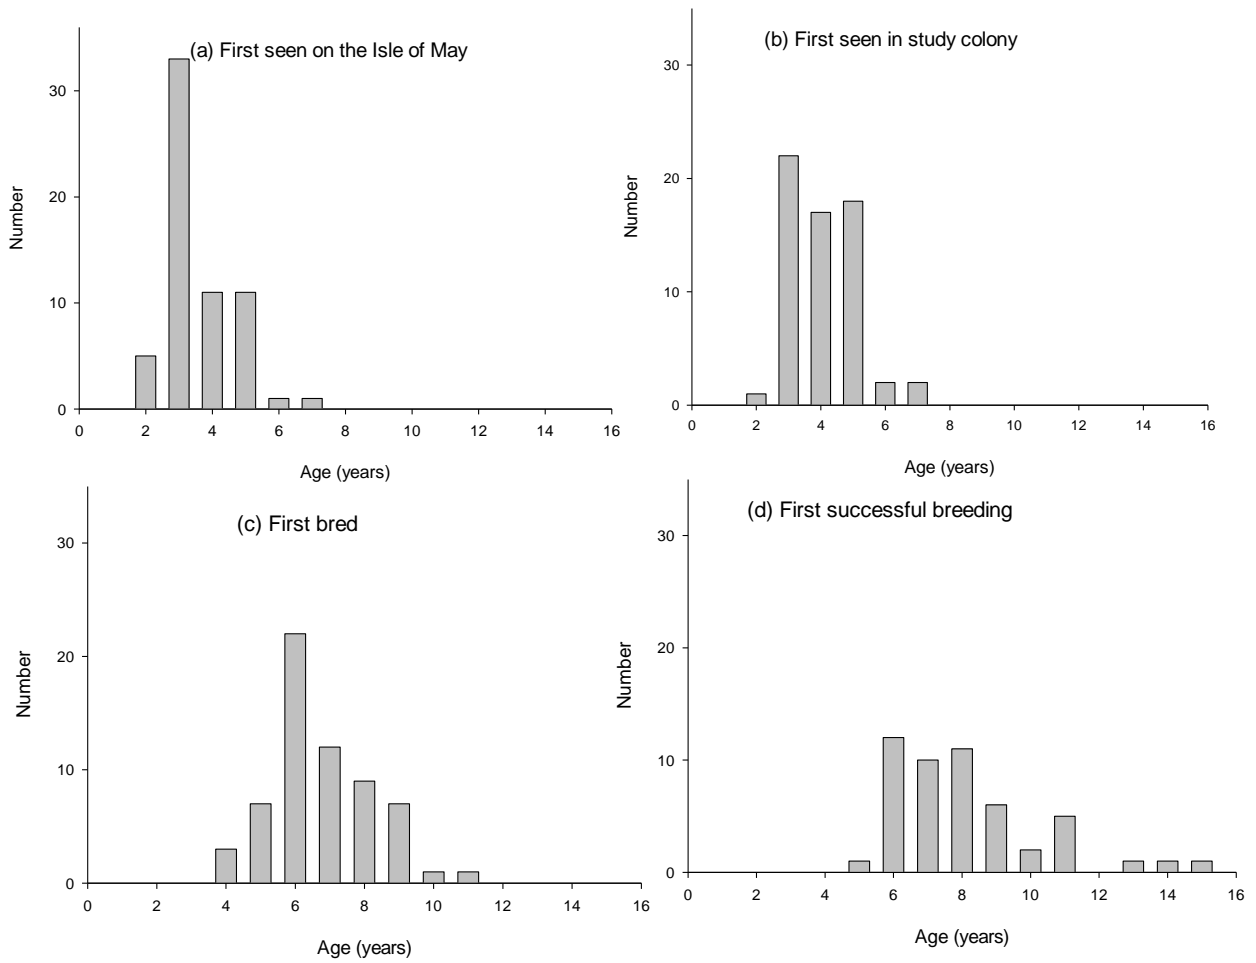 (a) First seen on the Isle of May
30
20
10
0
Number
0 2 4 6 8 10 12 14 16
Age (years)
(b) First seen in study colony
30
20
10
0
Number
0 2 4 6 8 10 12 14 16
Age (years)
(c) First bred
30
20
10
0
Number
0 2 4 6 8 10 12 14 16
Age (years)
(d) First successful breeding
30
20
10
0
Number
0 2 4 6 8 10 12 14 16
Age (years)